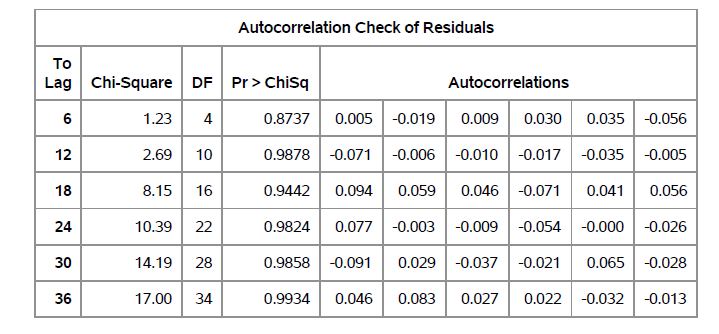 Autocorrelation Check of Residuals
To Lag Chi-Square DF Pr > ChiSq Autocorrelations
6 1.23 4 0.8737 0.005 -0.019 0.009 0.030 0.035 -0.056
12 2.69 10 0.9878 -0.071 -0.006 -0.010 -0.017 -0.035 -0.005
18 8.15 16 0.9442 0.094 0.059 0.046 -0.071 0.041 0.056
24 10.39 22 0.9824 0.077 -0.003 -0.009 -0.054 -0.000 -0.026
30 14.19 28 0.9858 -0.091 0.029 -0.037 -0.021 0.065 -0.028
36 17.00 34 0.9934 0.046 0.083 0.027 0.022 -0.032 -0.013